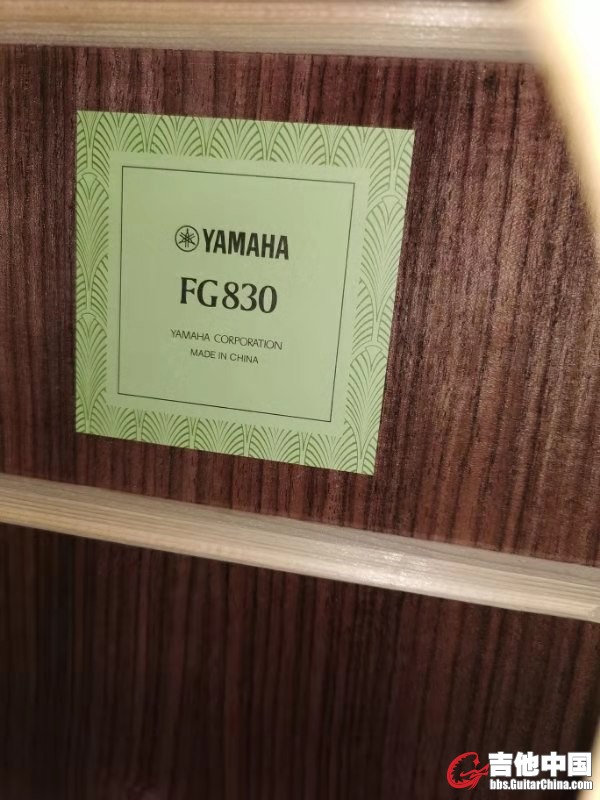 YAMAHA
FG830
YAMAHA CORPORATION
MADE IN CHINA
吉他中国
bbs.GuitarChina.com